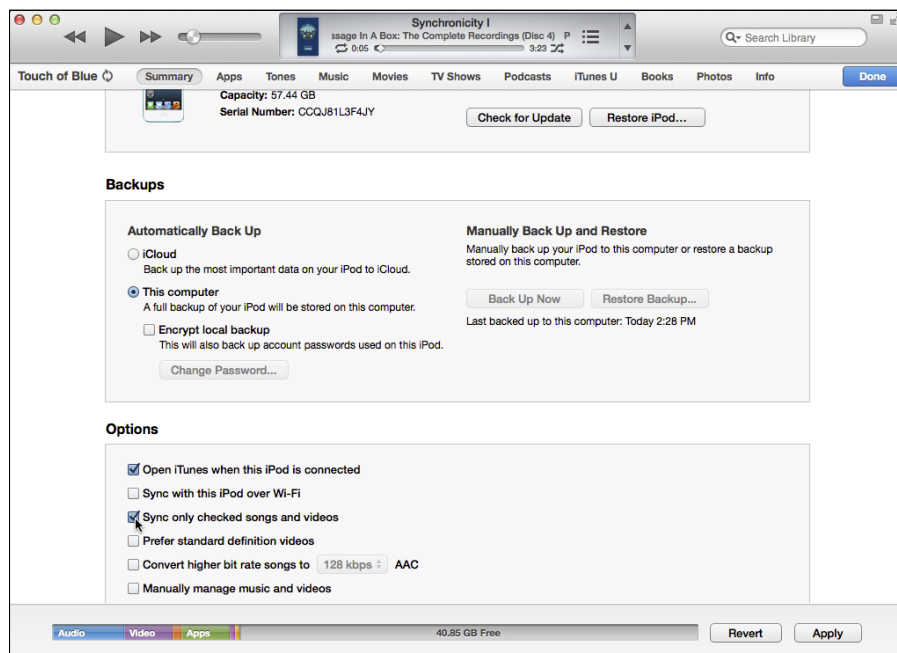 Synchronicity I
ssage In A Box: The Complete Recordings (Disc 4) P
0:05
3:23
Search Library
Touch of Blue
Summary
Apps
Tones
Music
Movies
TV Shows
Podcasts
iTunes U
Books
Photos
Info
Done
Capacity: 57.44 GB
Serial Number: CCQJ81L3F4JY
Check for Update
Restore iPod...
Backups
Automatically Back Up
iCloud
Back up the most important data on your iPod to iCloud.
This computer
A full backup of your iPod will be stored on this computer.
Encrypt local backup
This will also back up account passwords used on this iPod.
Change Password...
Manually Back Up and Restore
Manually back up your iPod to this computer or restore a backup
stored on this computer.
Back Up Now
Restore Backup...
Last backed up to this computer: Today 2:28 PM
Options
Open iTunes when this iPod is connected
Sync with this iPod over Wi-Fi
Sync only checked songs and videos
Prefer standard definition videos
Convert higher bit rate songs to 128 kbps AAC
Manually manage music and videos
Audio
Video
Apps
40.85 GB Free
Revert
Apply